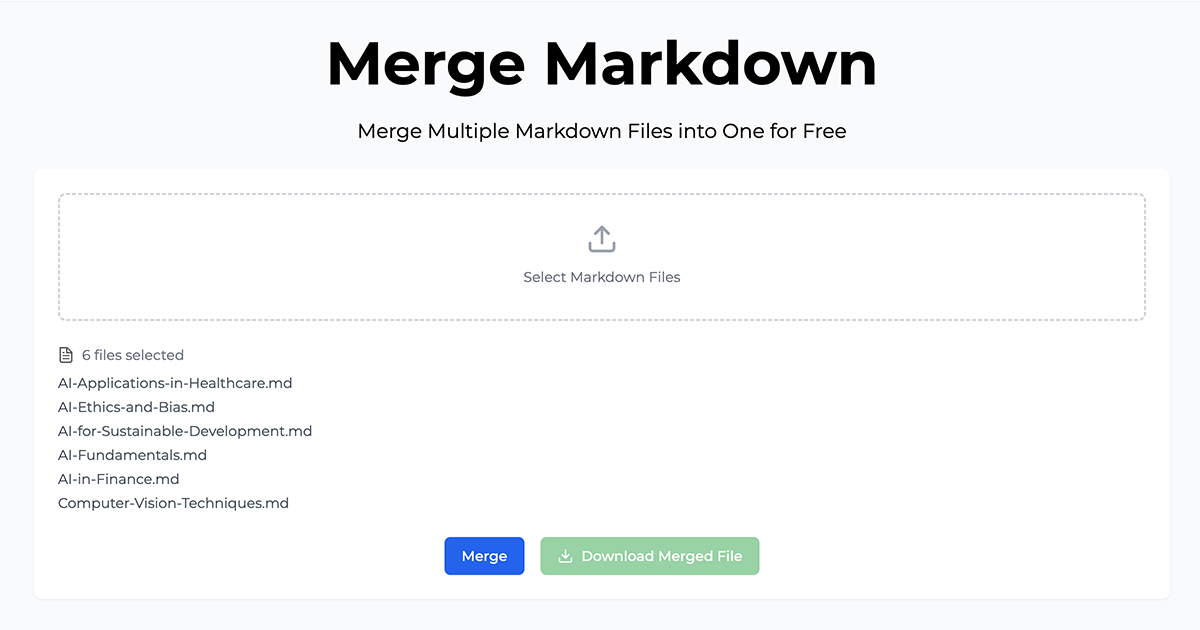 Merge Markdown
Merge Multiple Markdown Files into One for Free
Select Markdown Files
6 files selected
AI-Applications-in-Healthcare.md
AI-Ethics-and-Bias.md
AI-for-Sustainable-Development.md
AI-Fundamentals.md
AI-in-Finance.md
Computer-Vision-Techniques.md
Merge
Download Merged File